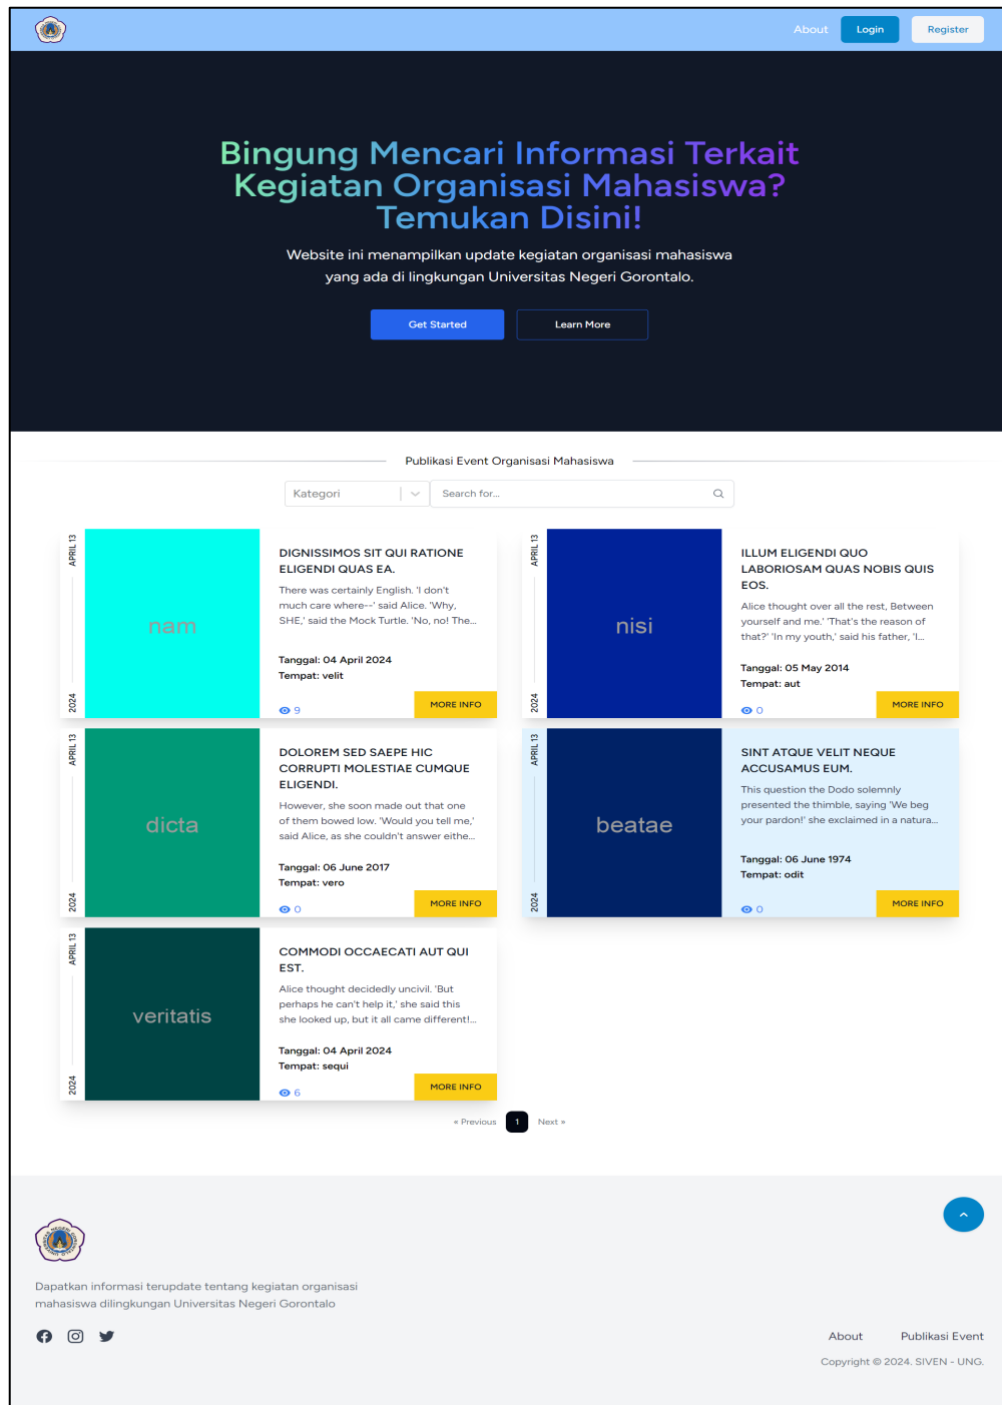 About
Login
Register
Bingung Mencari Informasi Terkait
Kegiatan Organisasi Mahasiswa?
Temukan Disini!
Website ini menampilkan update kegiatan organisasi mahasiswa
yang ada di lingkungan Universitas Negeri Gorontalo.
Get Started
Learn More
Publikasi Event Organisasi Mahasiswa
Kategori
Search for...
APRIL 13
2024
nam
DIGNISSIMOS SIT QUI RATIONE
ELIGENDI QUAS EA.
There was certainly English. 'I don't
much care where--' said Alice. 'Why,
SHE,' said the Mock Turtle. 'No, no! The...
Tanggal: 04 April 2024
Tempat: velit
9
MORE INFO
APRIL 13
2024
nisi
ILLUM ELIGENDI QUO
LABORIOSAM QUAS NOBIS QUIS
EOS.
Alice thought over all the rest, Between
yourself and me.' 'That's the reason of
that?' 'In my youth,' said his father, 'I...
Tanggal: 05 May 2014
Tempat: aut
0
MORE INFO
APRIL 13
2024
dicta
DOLOREM SED SAEPE HIC
CORRUPTI MOLESTIAE CUMQUE
ELIGENDI.
However, she soon made out that one
of them bowed low. 'Would you tell me,'
said Alice, as she couldn't answer eithe...
Tanggal: 06 June 2017
Tempat: vero
0
MORE INFO
APRIL 13
2024
beatae
SINT ATQUE VELIT NEQUE
ACCUSAMUS EUM.
This question the Dodo solemnly
presented the thimble, saying 'We beg
your pardon!' she exclaimed in a natura...
Tanggal: 06 June 1974
Tempat: odit
0
MORE INFO
APRIL 13
2024
veritatis
COMMODI OCCAECATI AUT QUI
EST.
Alice thought decidedly uncivil. 'But
perhaps he can't help it,' she said this
she looked up, but it all came different!...
Tanggal: 04 April 2024
Tempat: sequi
6
MORE INFO
« Previous
1
Next »
Dapatkan informasi terupdate tentang kegiatan organisasi
mahasiswa dilingkungan Universitas Negeri Gorontalo
About
Publikasi Event
Copyright © 2024. SIVEN - UNG.